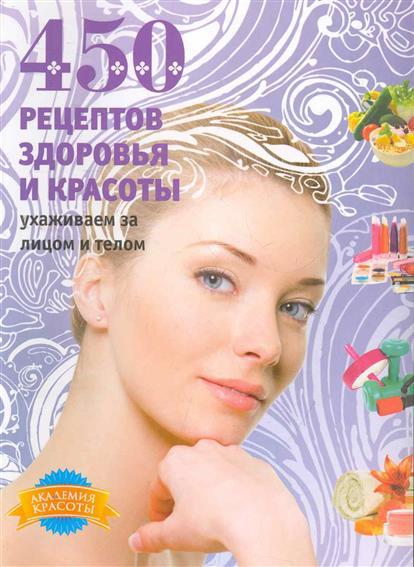 450
РЕЦЕПТОВ
ЗДОРОВЬЯ
И КРАСОТЫ
ухаживаем за
лицом и телом
АКАДЕМИЯ
КРАСОТЫ